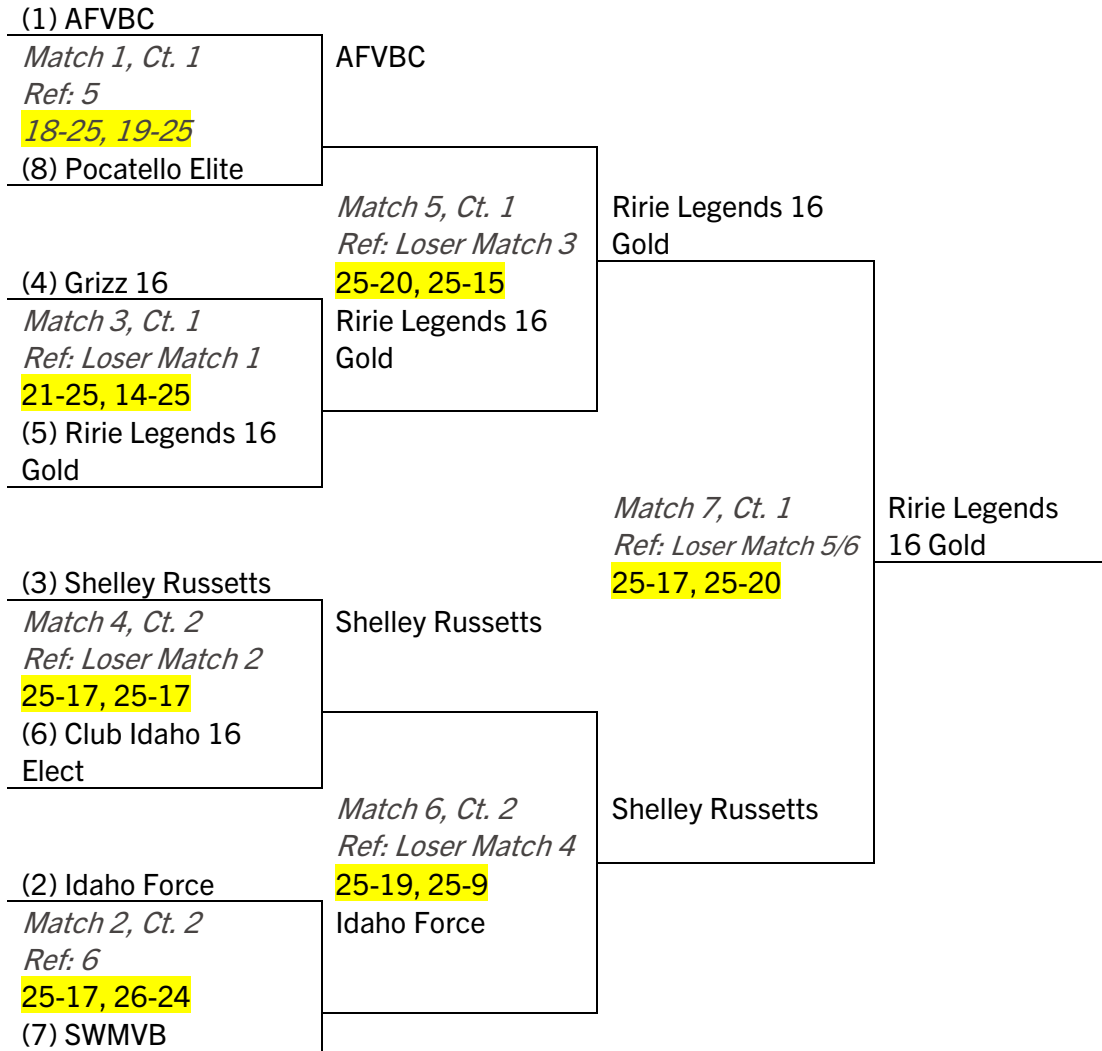 (1) AFVBC
Match 1, Ct. 1
Ref: 5
18-25, 19-25
(8) Pocatello Elite
AFVBC
(4) Grizz 16
Match 3, Ct. 1
Ref: Loser Match 1
21-25, 14-25
(5) Ririe Legends 16
Gold
Match 5, Ct. 1
Ref: Loser Match 3
25-20, 25-15
Ririe Legends 16
Gold
Ririe Legends 16
Gold
(3) Shelley Russetts
Match 4, Ct. 2
Ref: Loser Match 2
25-17, 25-17
(6) Club Idaho 16
Elect
Shelley Russetts
(2) Idaho Force
Match 2, Ct. 2
Ref: 6
25-17, 26-24
(7) SWMVB
Match 6, Ct. 2
Ref: Loser Match 4
25-19, 25-9
Idaho Force
Shelley Russetts
Match 7, Ct. 1
Ref: Loser Match 5/6
25-17, 25-20
Ririe Legends
16 Gold